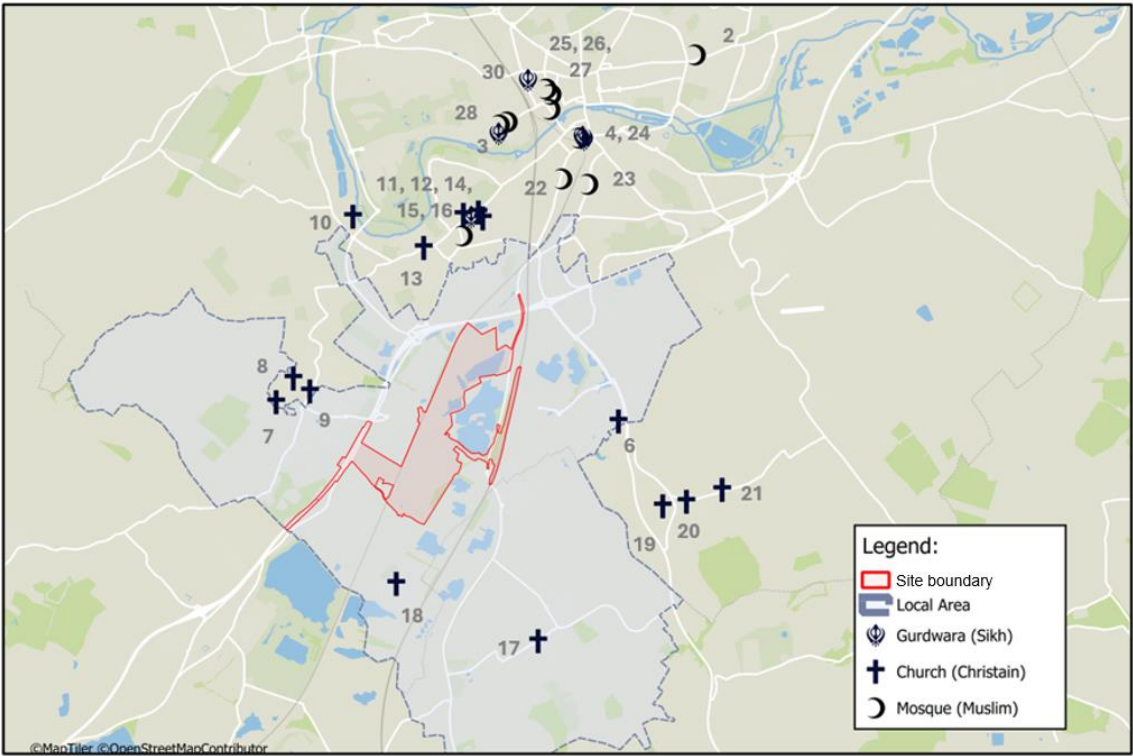 2
25, 26,
27
30
28
3
4, 24
22
23
11, 12, 14,
15, 16
10
13
8
7
9
6
21
20
19
18
17
Legend:
Site boundary
Local Area
Gurdwara (Sikh)
Church (Christain)
Mosque (Muslim)
©MapTiler ©OpenStreetMapContributor